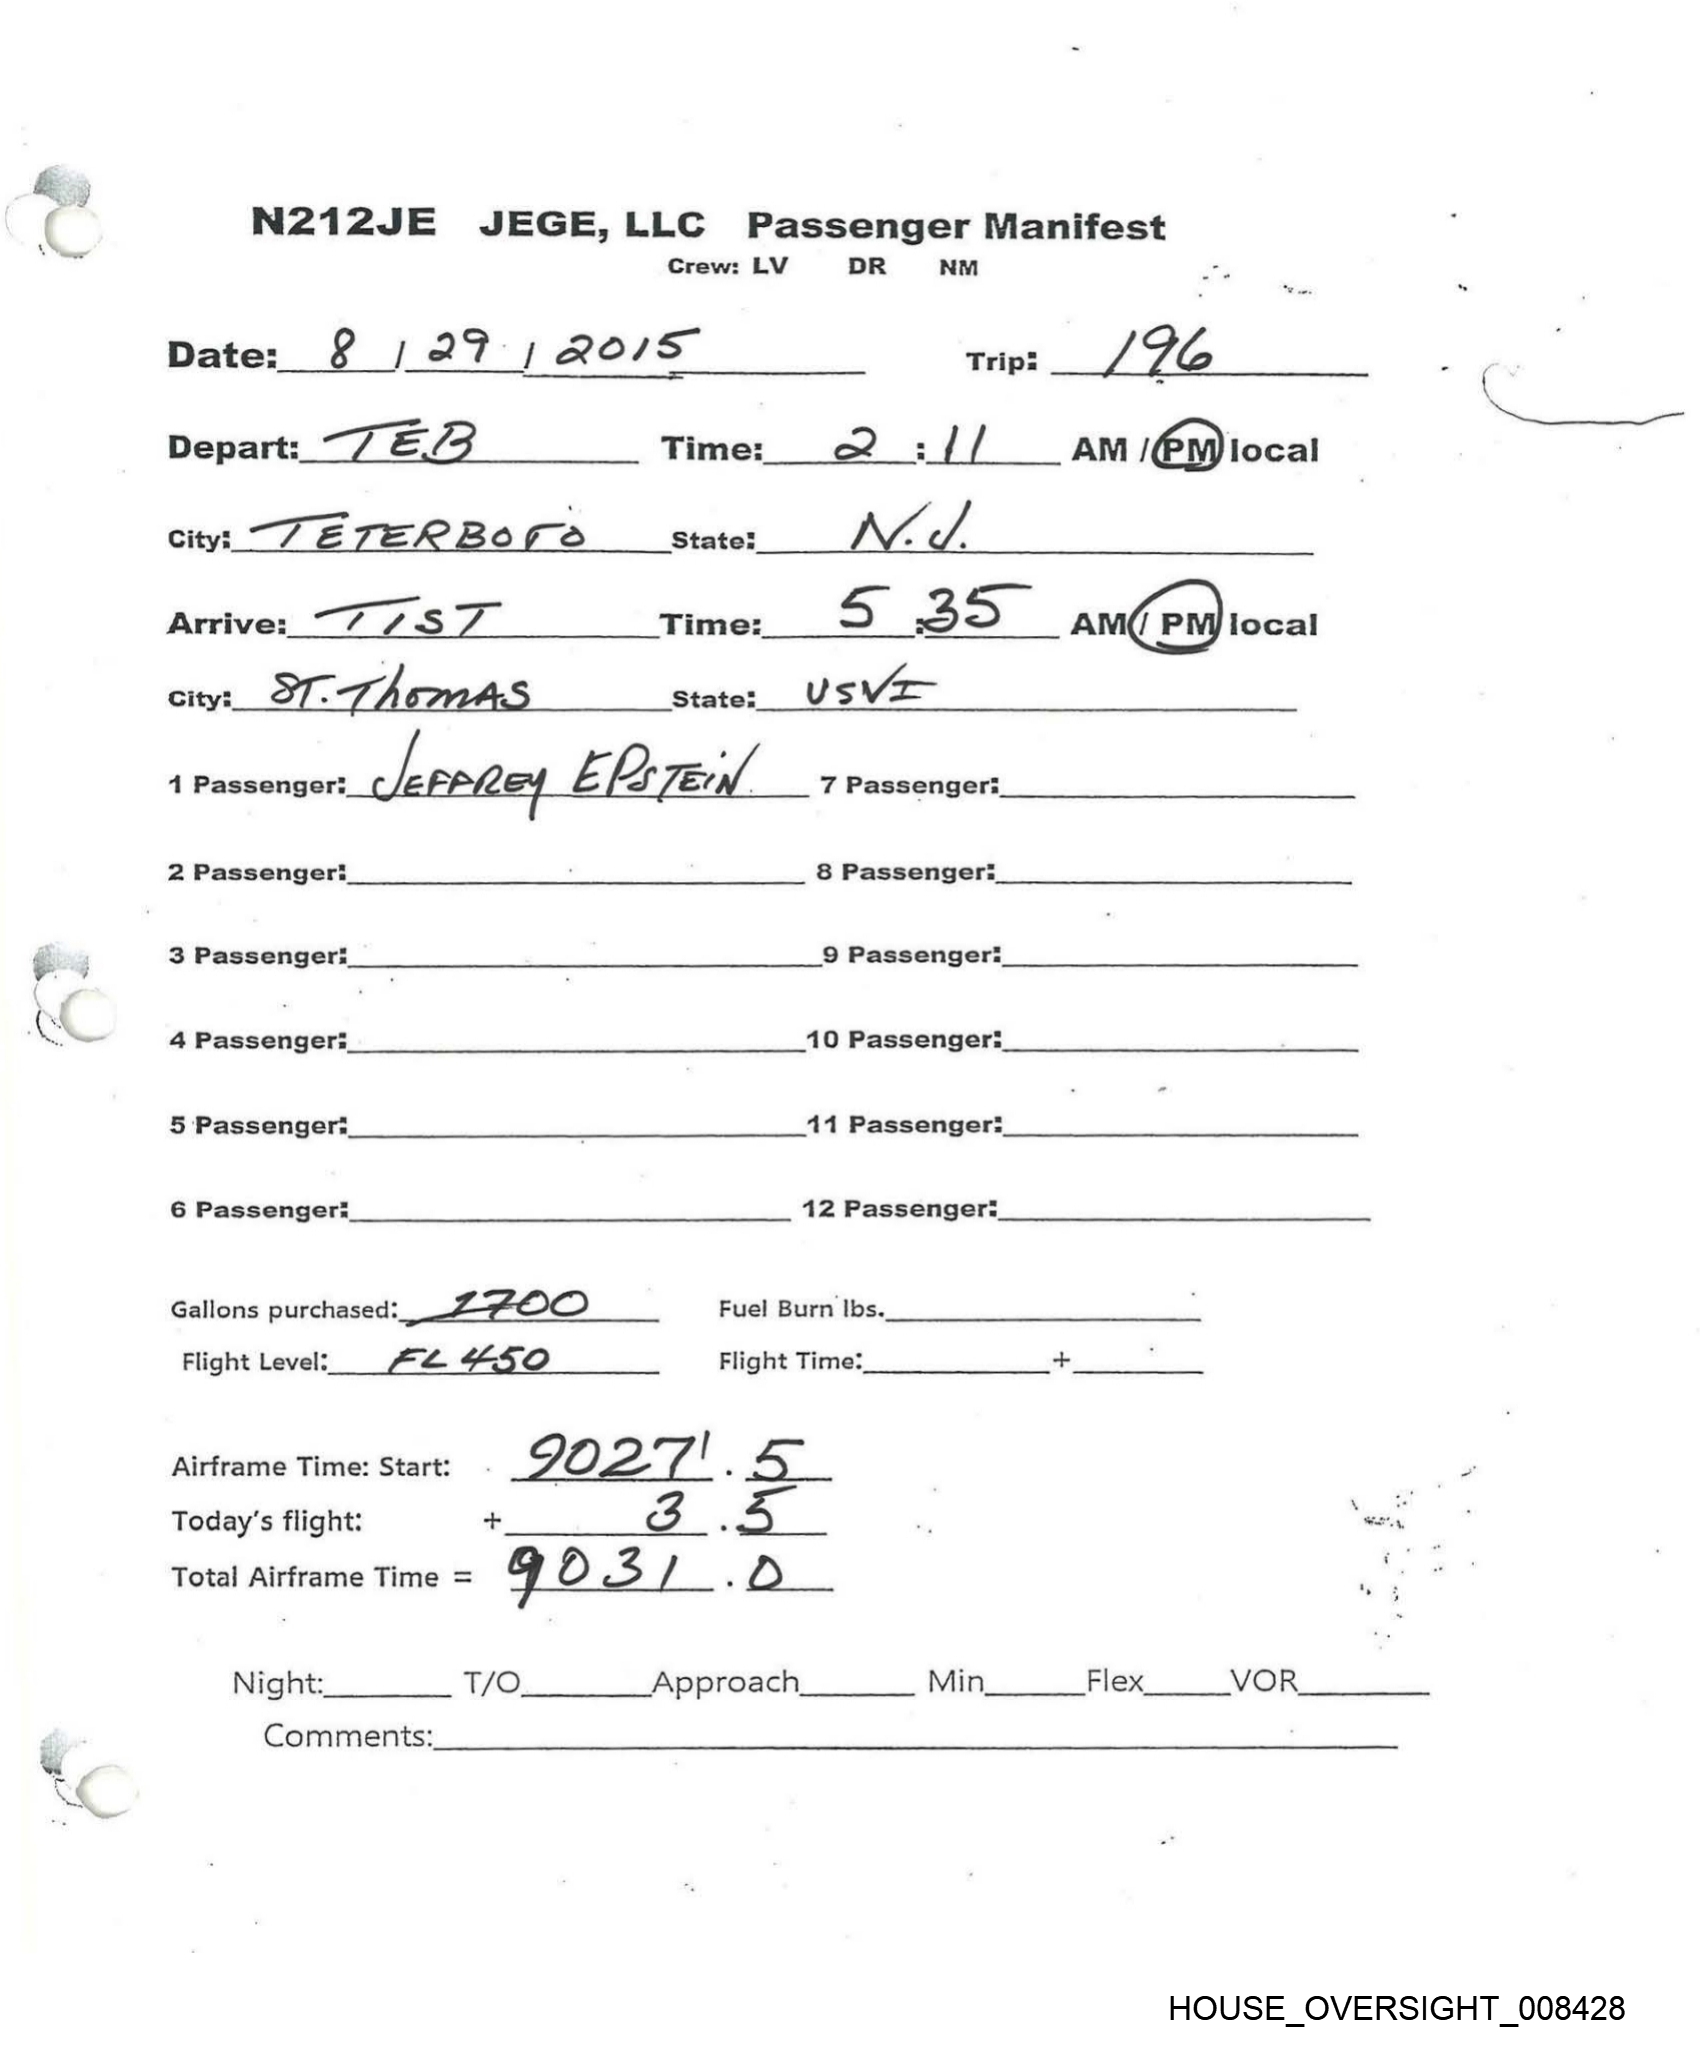 N212JE JEGE, LLC Passenger Manifest
Crew: LV DR NM
Date: 8 / 29 / 2015 Trip: 196
Depart: TEB Time: 2 : 11 AM / PM local
City: TETERBORO State: N.J.
Arrive: TIST Time: 5 : 35 AM / PM local
City: ST. THOMAS State: USVI
1 Passenger: JEFFREY EPSTEIN 7 Passenger:
2 Passenger: 8 Passenger:
3 Passenger: 9 Passenger:
4 Passenger: 10 Passenger:
5 Passenger: 11 Passenger:
6 Passenger: 12 Passenger:
Gallons purchased: 1700 Fuel Burn lbs.
Flight Level: FL 450 Flight Time: +
Airframe Time: Start: 9027 . 5
Today's flight: + 3 . 5
Total Airframe Time = 9031 . 0
Night: T/O Approach Min Flex VOR
Comments:
HOUSE_OVERSIGHT_008428